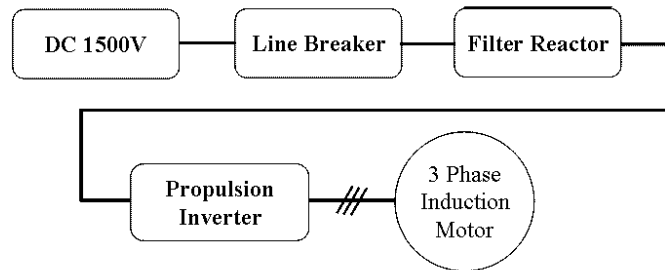 DC 1500V
Line Breaker
Filter Reactor
Propulsion
Inverter
3 Phase
Induction
Motor